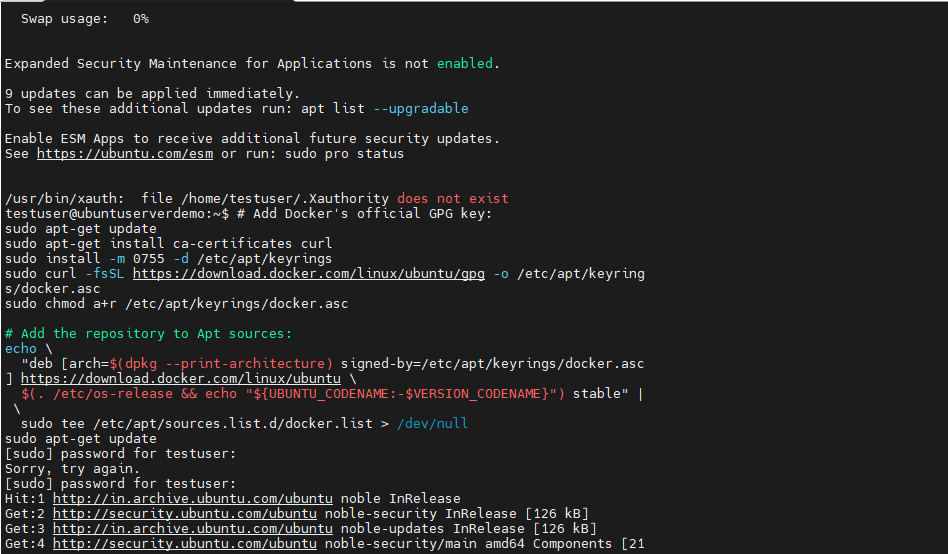 Swap usage:   0%
Expanded Security Maintenance for Applications is not enabled.
9 updates can be applied immediately.
To see these additional updates run: apt list --upgradable
Enable ESM Apps to receive additional future security updates.
See https://ubuntu.com/esm or run: sudo pro status
/usr/bin/xauth:  file /home/testuser/.Xauthority does not exist
testuser@ubuntuserverdemo:~$ # Add Docker's official GPG key:
sudo apt-get update
sudo apt-get install ca-certificates curl
sudo install -m 0755 -d /etc/apt/keyrings
sudo curl -fsSL https://download.docker.com/linux/ubuntu/gpg -o /etc/apt/keyring
s/docker.asc
sudo chmod a+r /etc/apt/keyrings/docker.asc
# Add the repository to Apt sources:
echo \
  "deb [arch=$(dpkg --print-architecture) signed-by=/etc/apt/keyrings/docker.asc
] https://download.docker.com/linux/ubuntu \
  $(. /etc/os-release && echo "${UBUNTU_CODENAME:-$VERSION_CODENAME}") stable" |
 \
  sudo tee /etc/apt/sources.list.d/docker.list > /dev/null
sudo apt-get update
[sudo] password for testuser:
Sorry, try again.
[sudo] password for testuser:
Hit:1 http://in.archive.ubuntu.com/ubuntu noble InRelease
Get:2 http://security.ubuntu.com/ubuntu noble-security InRelease [126 kB]
Get:3 http://in.archive.ubuntu.com/ubuntu noble-updates InRelease [126 kB]
Get:4 http://security.ubuntu.com/ubuntu noble-security/main amd64 Components [21